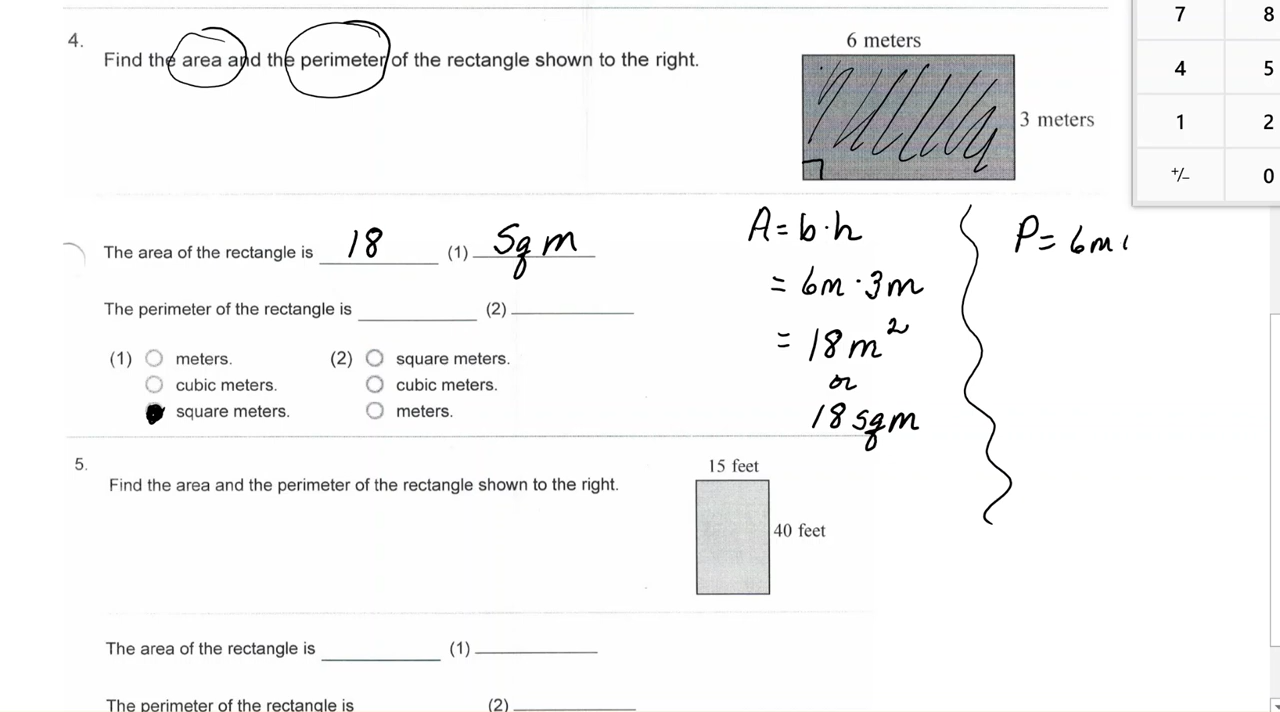 4.
Find the area and the perimeter of the rectangle shown to the right.
6 meters
3 meters
7 8
4 5
1 2
+/- 0
The area of the rectangle is 18 (1) Sq m
The perimeter of the rectangle is (2)
(1) meters.
cubic meters.
square meters.
(2) square meters.
cubic meters.
meters.
A = b · h
= 6m · 3m
= 18 m²
or
18 sq m
P = 6m
5.
Find the area and the perimeter of the rectangle shown to the right.
15 feet
40 feet
The area of the rectangle is (1)
The perimeter of the rectangle is (2)